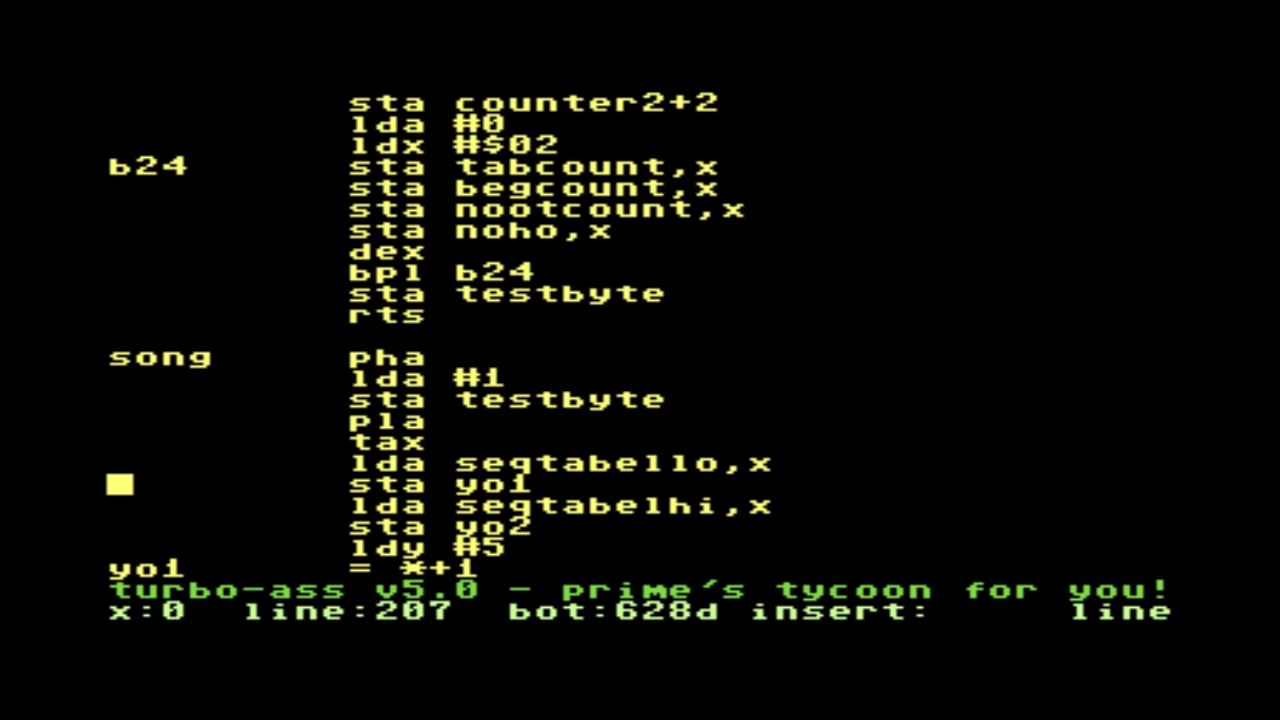 sta counter2+2
lda #0
ldx #$02
b24 sta tabcount,x
sta begcount,x
sta nootcount,x
sta noho,x
dex
bpl b24
sta testbyte
rts
song pha
lda #1
sta testbyte
pla
tax
lda seqtabello,x
sta yo1
lda seqtabelhi,x
sta yo2
ldy #5
yo1 = *+1
turbo-ass v5.0 - prime's tycoon for you!
x:0 line:207 bot:628d insert: line